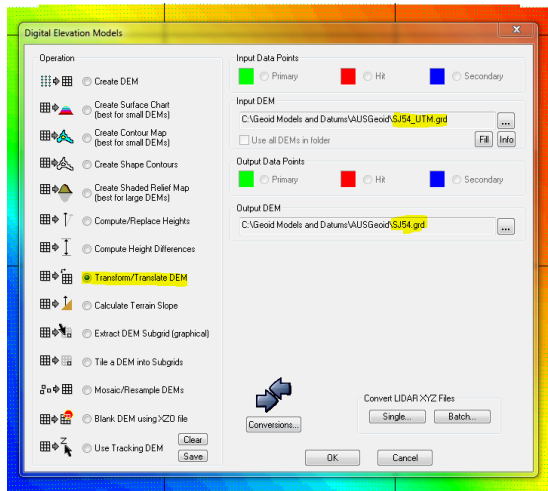 Digital Elevation Models
x
Operation
Create DEM
Create Surface Chart
(best for small DEMs)
Create Contour Map
(best for small DEMs)
Create Shape Contours
Create Shaded Relief Map
(best for large DEMs)
Compute/Replace Heights
Compute Height Differences
Transform/Translate DEM
Calculate Terrain Slope
Extract DEM Subgrid (graphical)
Tile a DEM into Subgrids
Mosaic/Resample DEMs
Blank DEM using XZO file
Z
Use Tracking DEM
Clear
Save
Input Data Points
Primary
Hit
Secondary
Input DEM
C:\Geoid Models and Datums\AUSGeoid\SJ54_UTM.grd
...
Use all DEMs in folder
Fill
Info
Output Data Points
Primary
Hit
Secondary
Output DEM
C:\Geoid Models and Datums\AUSGeoid\SJ54.grd
...
Conversions...
Convert LIDAR XYZ Files
Single...
Batch...
OK
Cancel